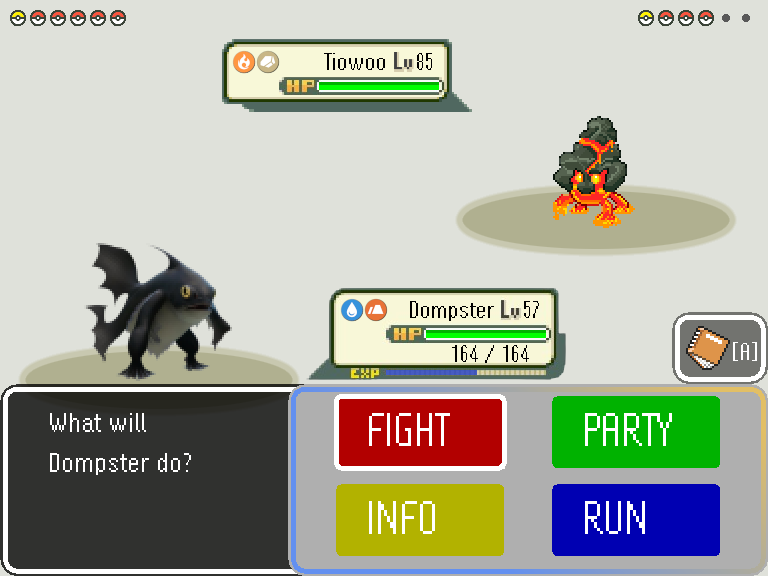 Tiowoo Lv85
HP
Dompster Lv57
HP
164 / 164
EXP
[A]
What will
Dompster do?
FIGHT
PARTY
INFO
RUN